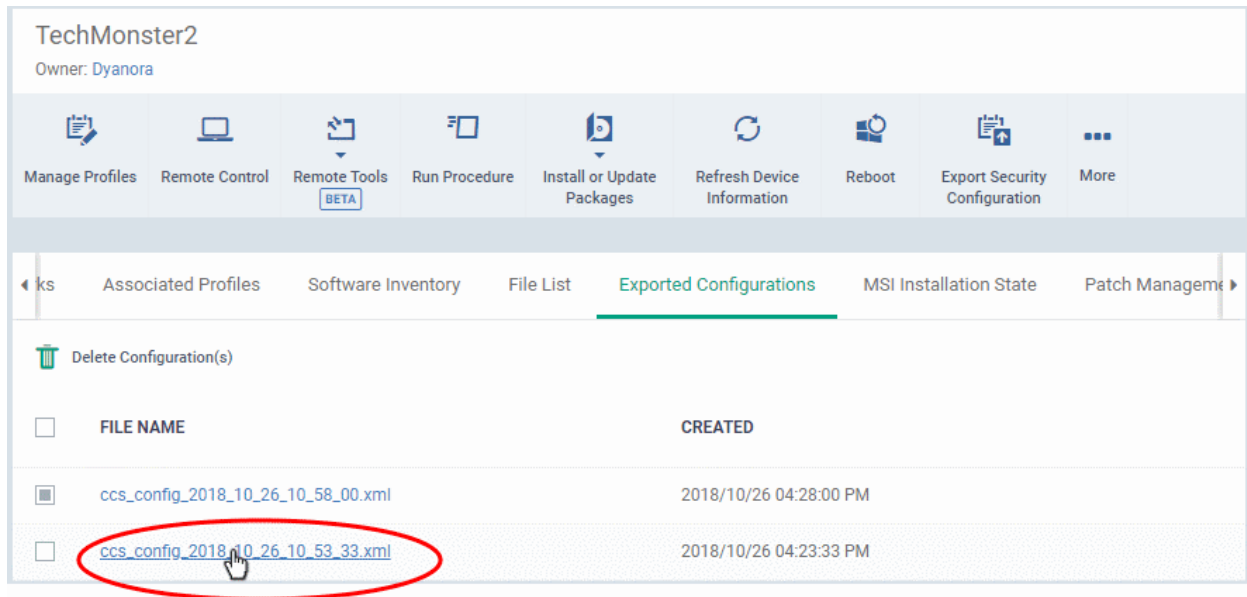 TechMonster2
Owner: Dyanora
Manage Profiles Remote Control Remote Tools Run Procedure Install or Update Refresh Device Reboot Export Security More
BETA Packages Information Configuration
ks Associated Profiles Software Inventory File List Exported Configurations MSI Installation State Patch Manageme
Delete Configuration(s)
FILE NAME CREATED
ccs_config_2018_10_26_10_58_00.xml 2018/10/26 04:28:00 PM
ccs_config_2018_10_26_10_53_33.xml 2018/10/26 04:23:33 PM